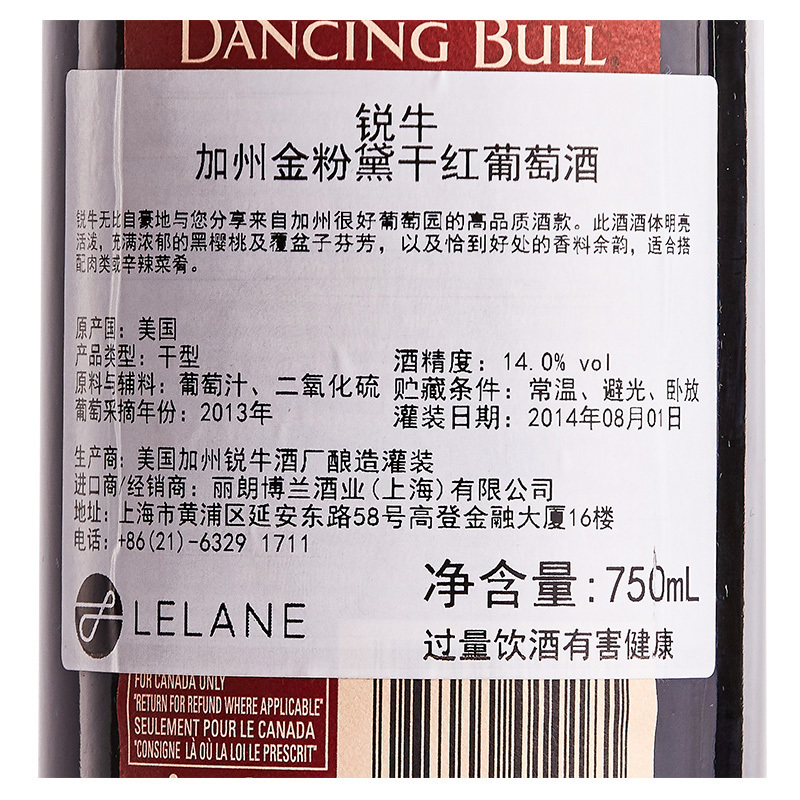 DANCING BULL
锐牛
加州金粉黛干红葡萄酒
锐牛无比自豪地与您分享来自加州很好葡萄园的高品质酒款。此酒酒体明亮
活泼，充满浓郁的黑樱桃及覆盆子芬芳，以及恰到好处的香料余韵，适合搭
配肉类或辛辣菜肴。
原产国：美国
产品类型：干型 酒精度：14.0% vol
原料与辅料：葡萄汁、二氧化硫 贮藏条件：常温、避光、卧放
葡萄采摘年份：2013年 灌装日期：2014年08月01日
生产商：美国加州锐牛酒厂酿造灌装
进口商/经销商：丽朗博兰酒业(上海)有限公司
地址：上海市黄浦区延安东路58号高登金融大厦16楼
电话：+86(21)-6329 1711
净含量:750mL
LELANE
过量饮酒有害健康
FOR CANADA ONLY
"RETURN FOR REFUND WHERE APPLICABLE"
SEULEMENT POUR LE CANADA
"CONSIGNE LÀ OÙ LA LOI LE PRESCRIT"